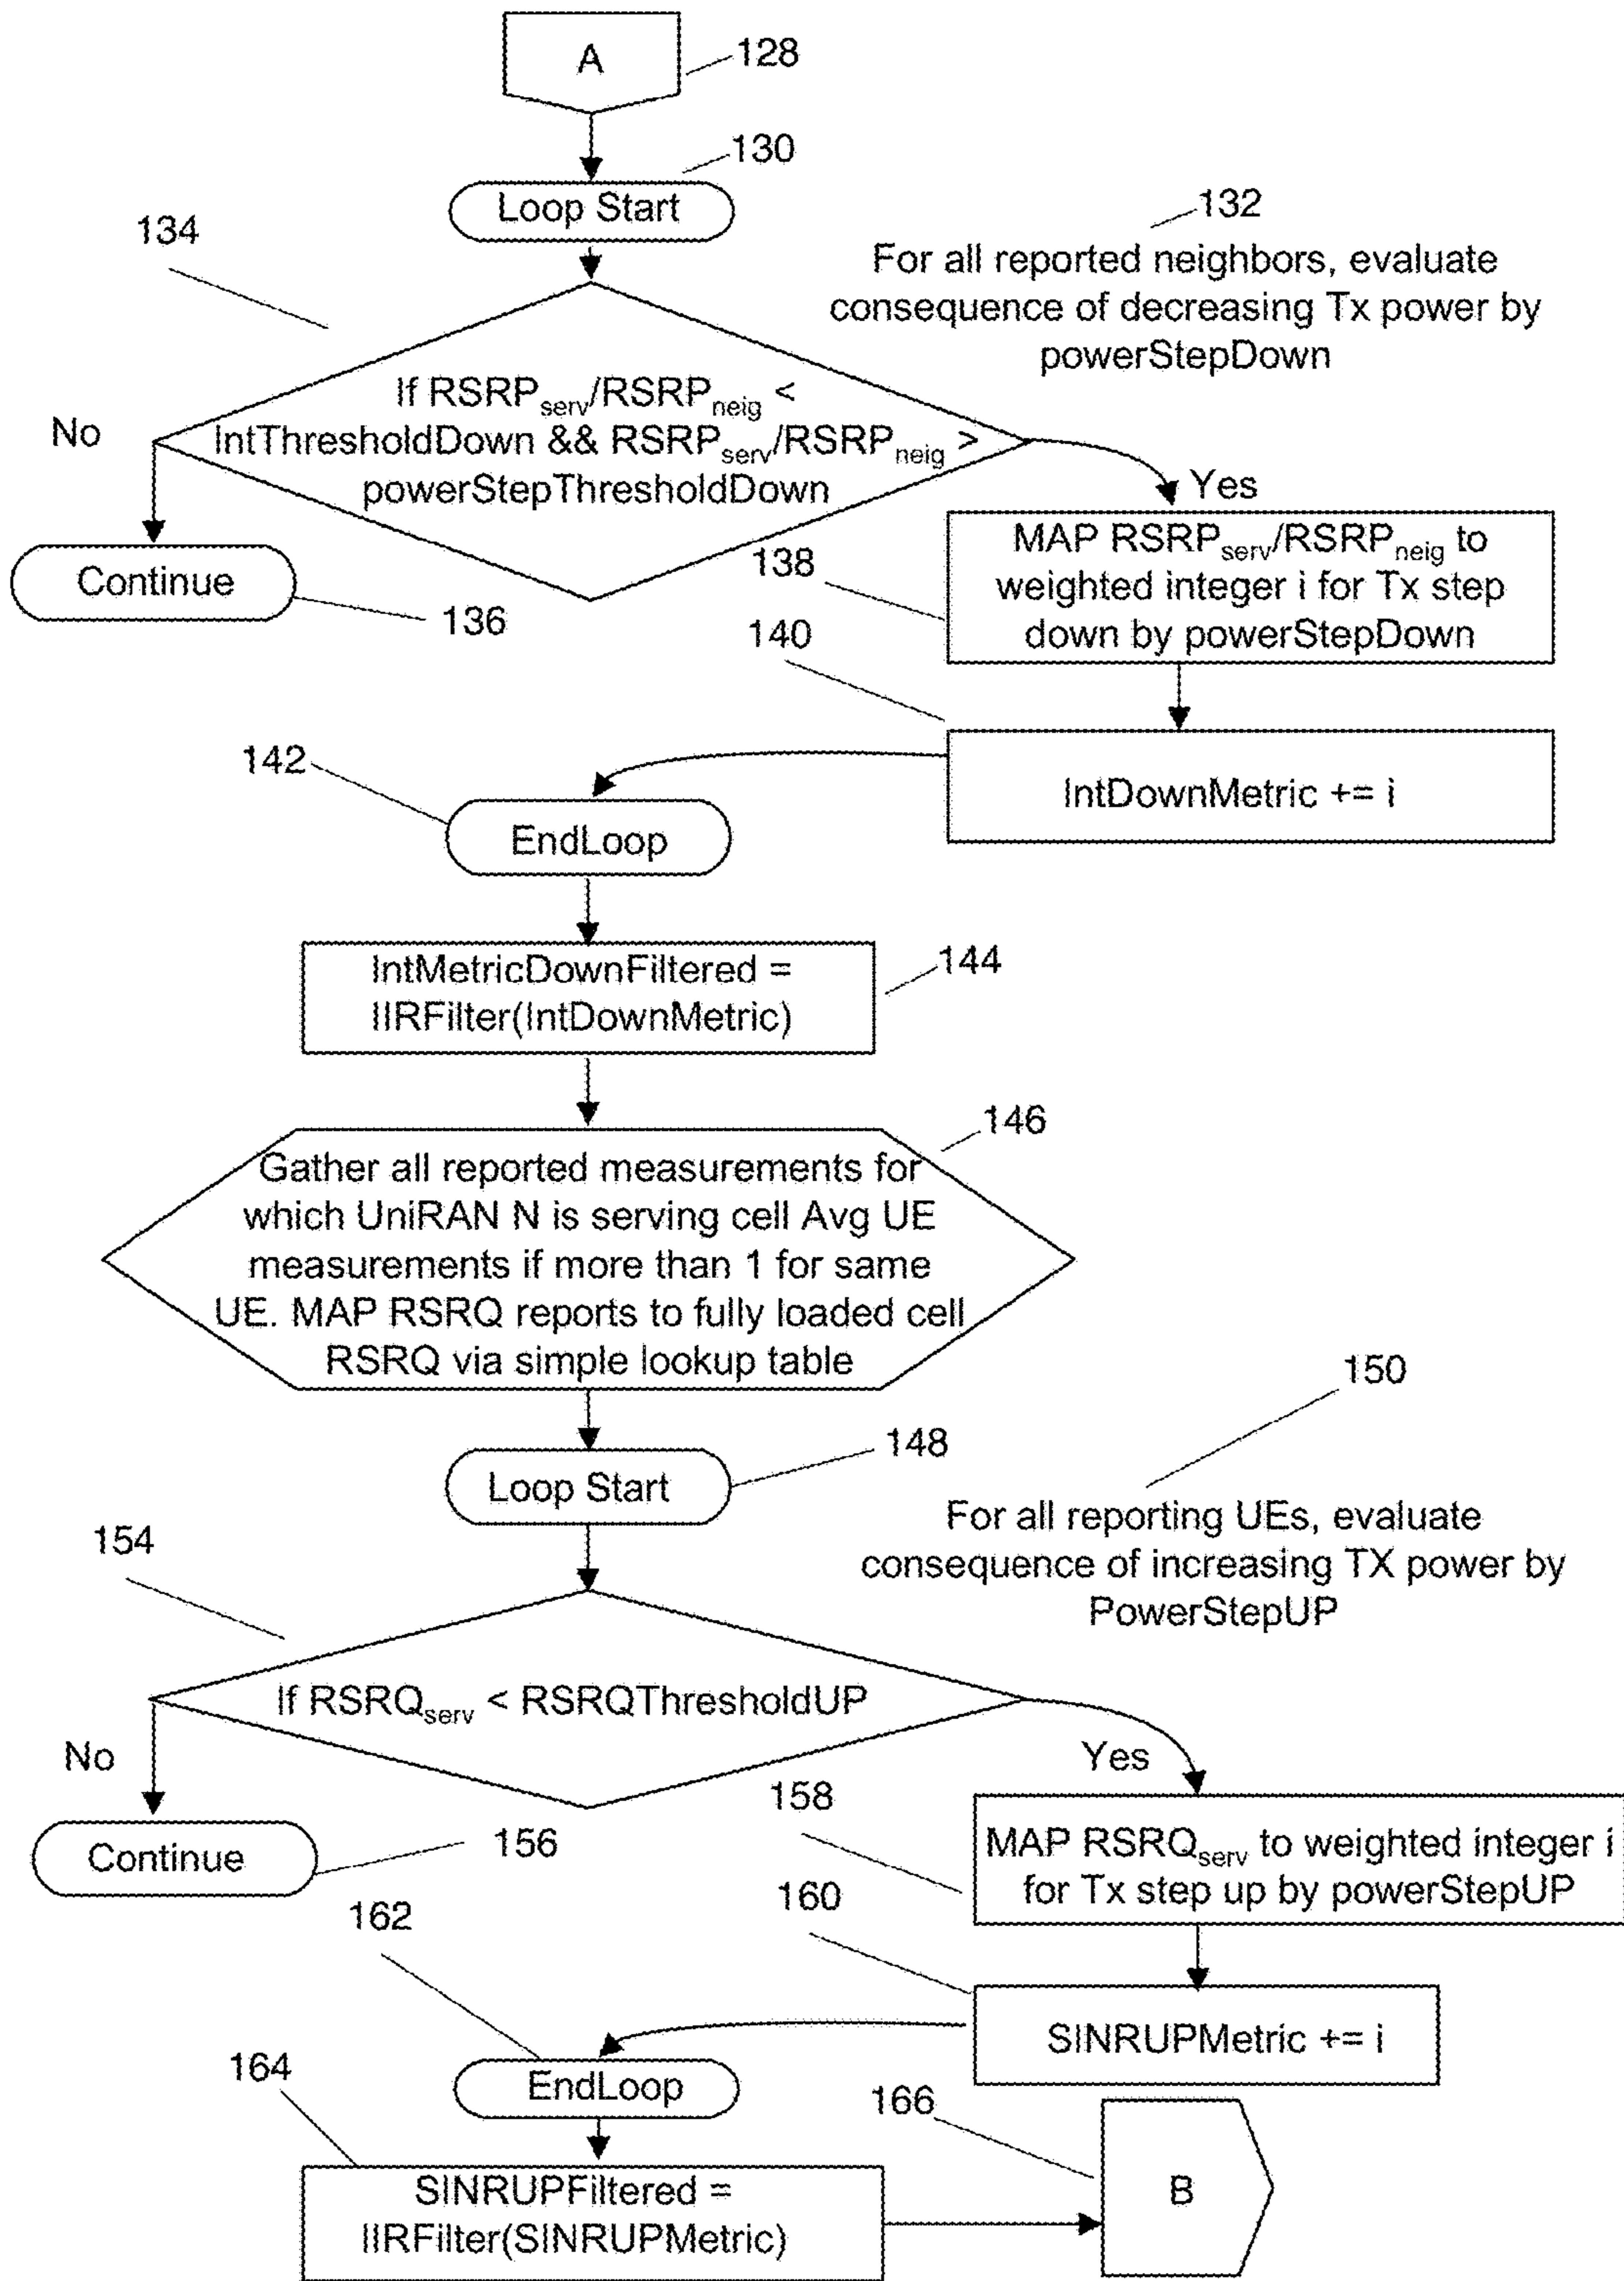 A
128
130
Loop Start
132
134
For all reported neighbors, evaluate
consequence of decreasing Tx power by
powerStepDown
If RSRPserv/RSRPneig <
IntThresholdDown && RSRPserv/RSRPneig >
powerStepThresholdDown
No
Yes
Continue
136
138
MAP RSRPserv/RSRPneig to
weighted integer i for Tx step
down by powerStepDown
140
IntDownMetric += i
142
EndLoop
IntMetricDownFiltered =
IIRFilter(IntDownMetric)
144
146
Gather all reported measurements for
which UniRAN N is serving cell Avg UE
measurements if more than 1 for same
UE. MAP RSRQ reports to fully loaded cell
RSRQ via simple lookup table
150
148
Loop Start
For all reporting UEs, evaluate
consequence of increasing TX power by
PowerStepUP
154
If RSRQserv < RSRQThresholdUP
No
Yes
Continue
156
158
MAP RSRQserv to weighted integer i
for Tx step up by powerStepUP
160
SINRUPMetric += i
162
EndLoop
164
SINRUPFiltered =
IIRFilter(SINRUPMetric)
166
B